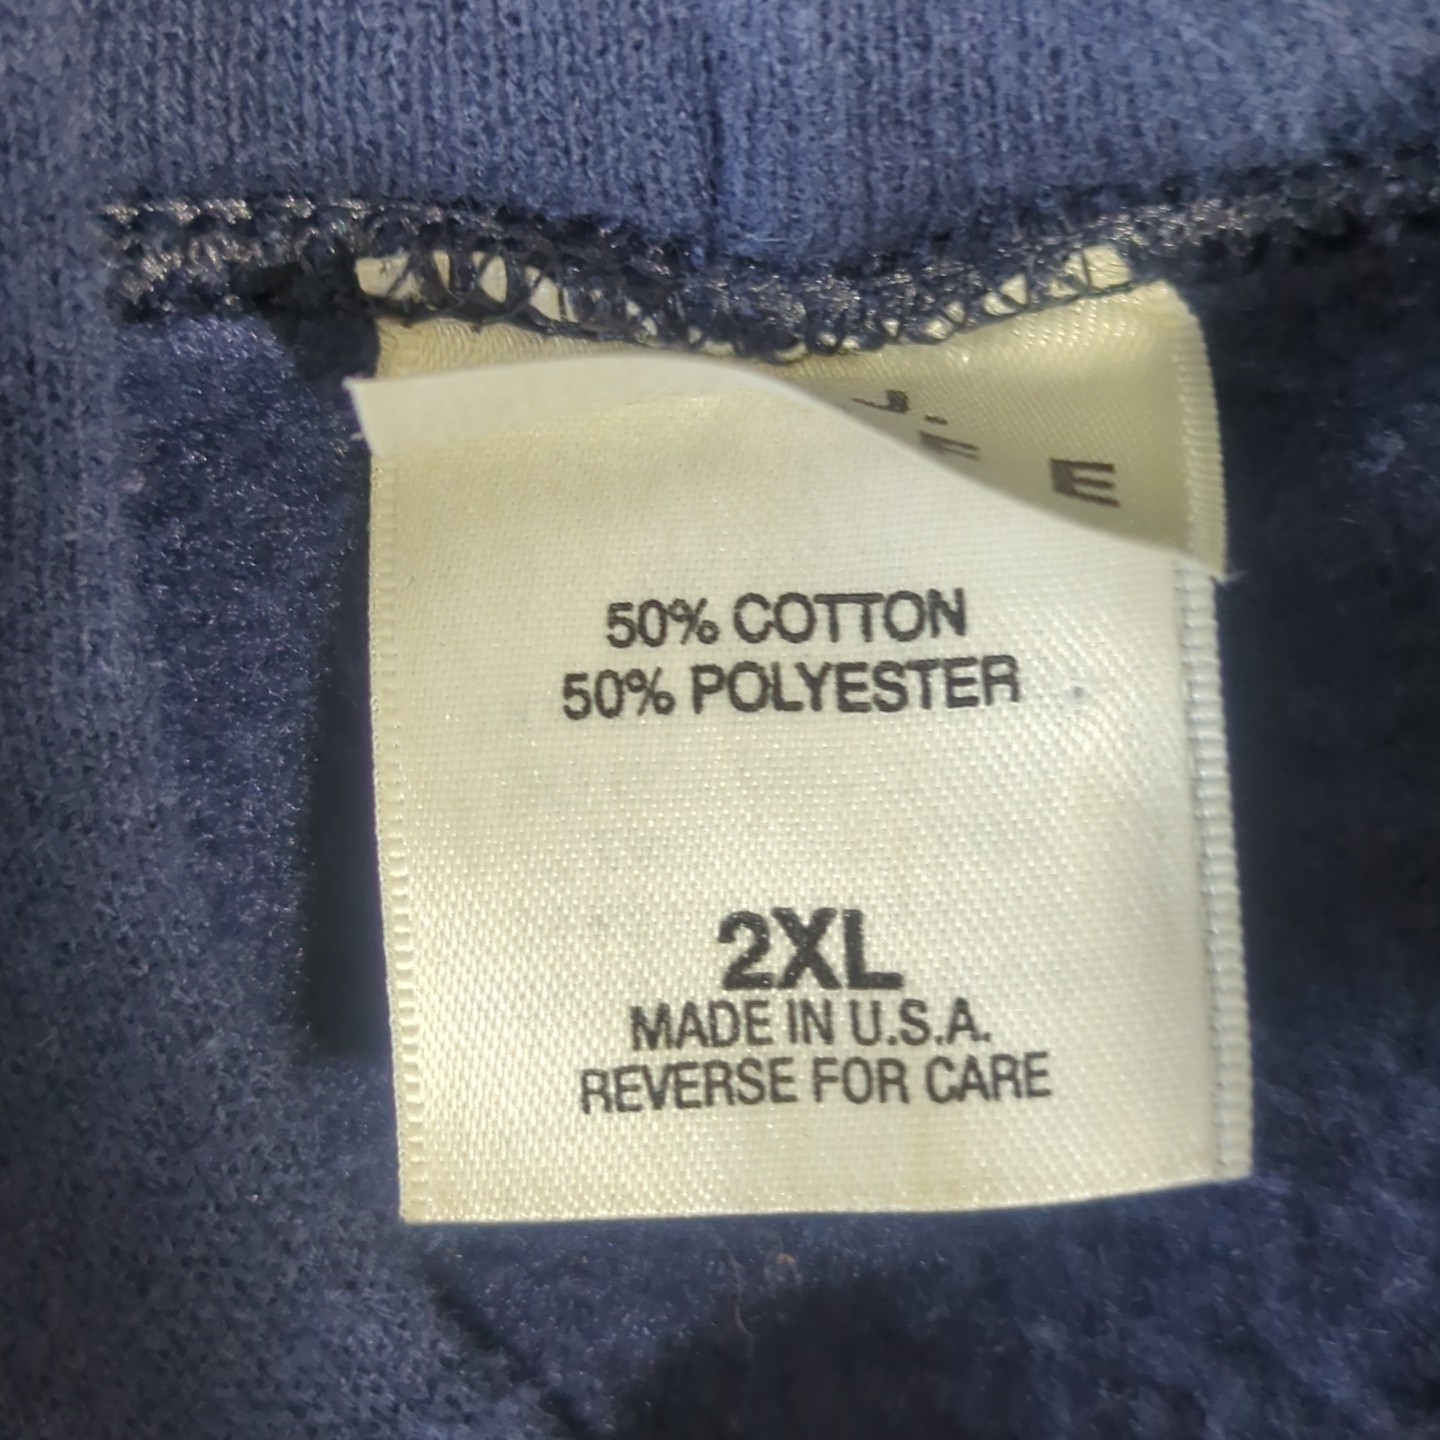 50% COTTON
50% POLYESTER
2XL
MADE IN U.S.A.
REVERSE FOR CARE